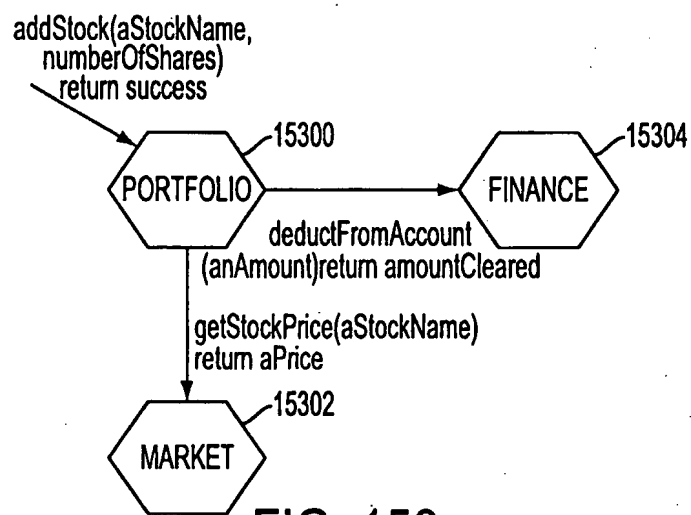 addStock(aStockName,
numberOfShares)
return success
15300
15304
PORTFOLIO
FINANCE
deductFromAccount
(anAmount)return amountCleared
getStockPrice(aStockName)
return aPrice
15302
MARKET